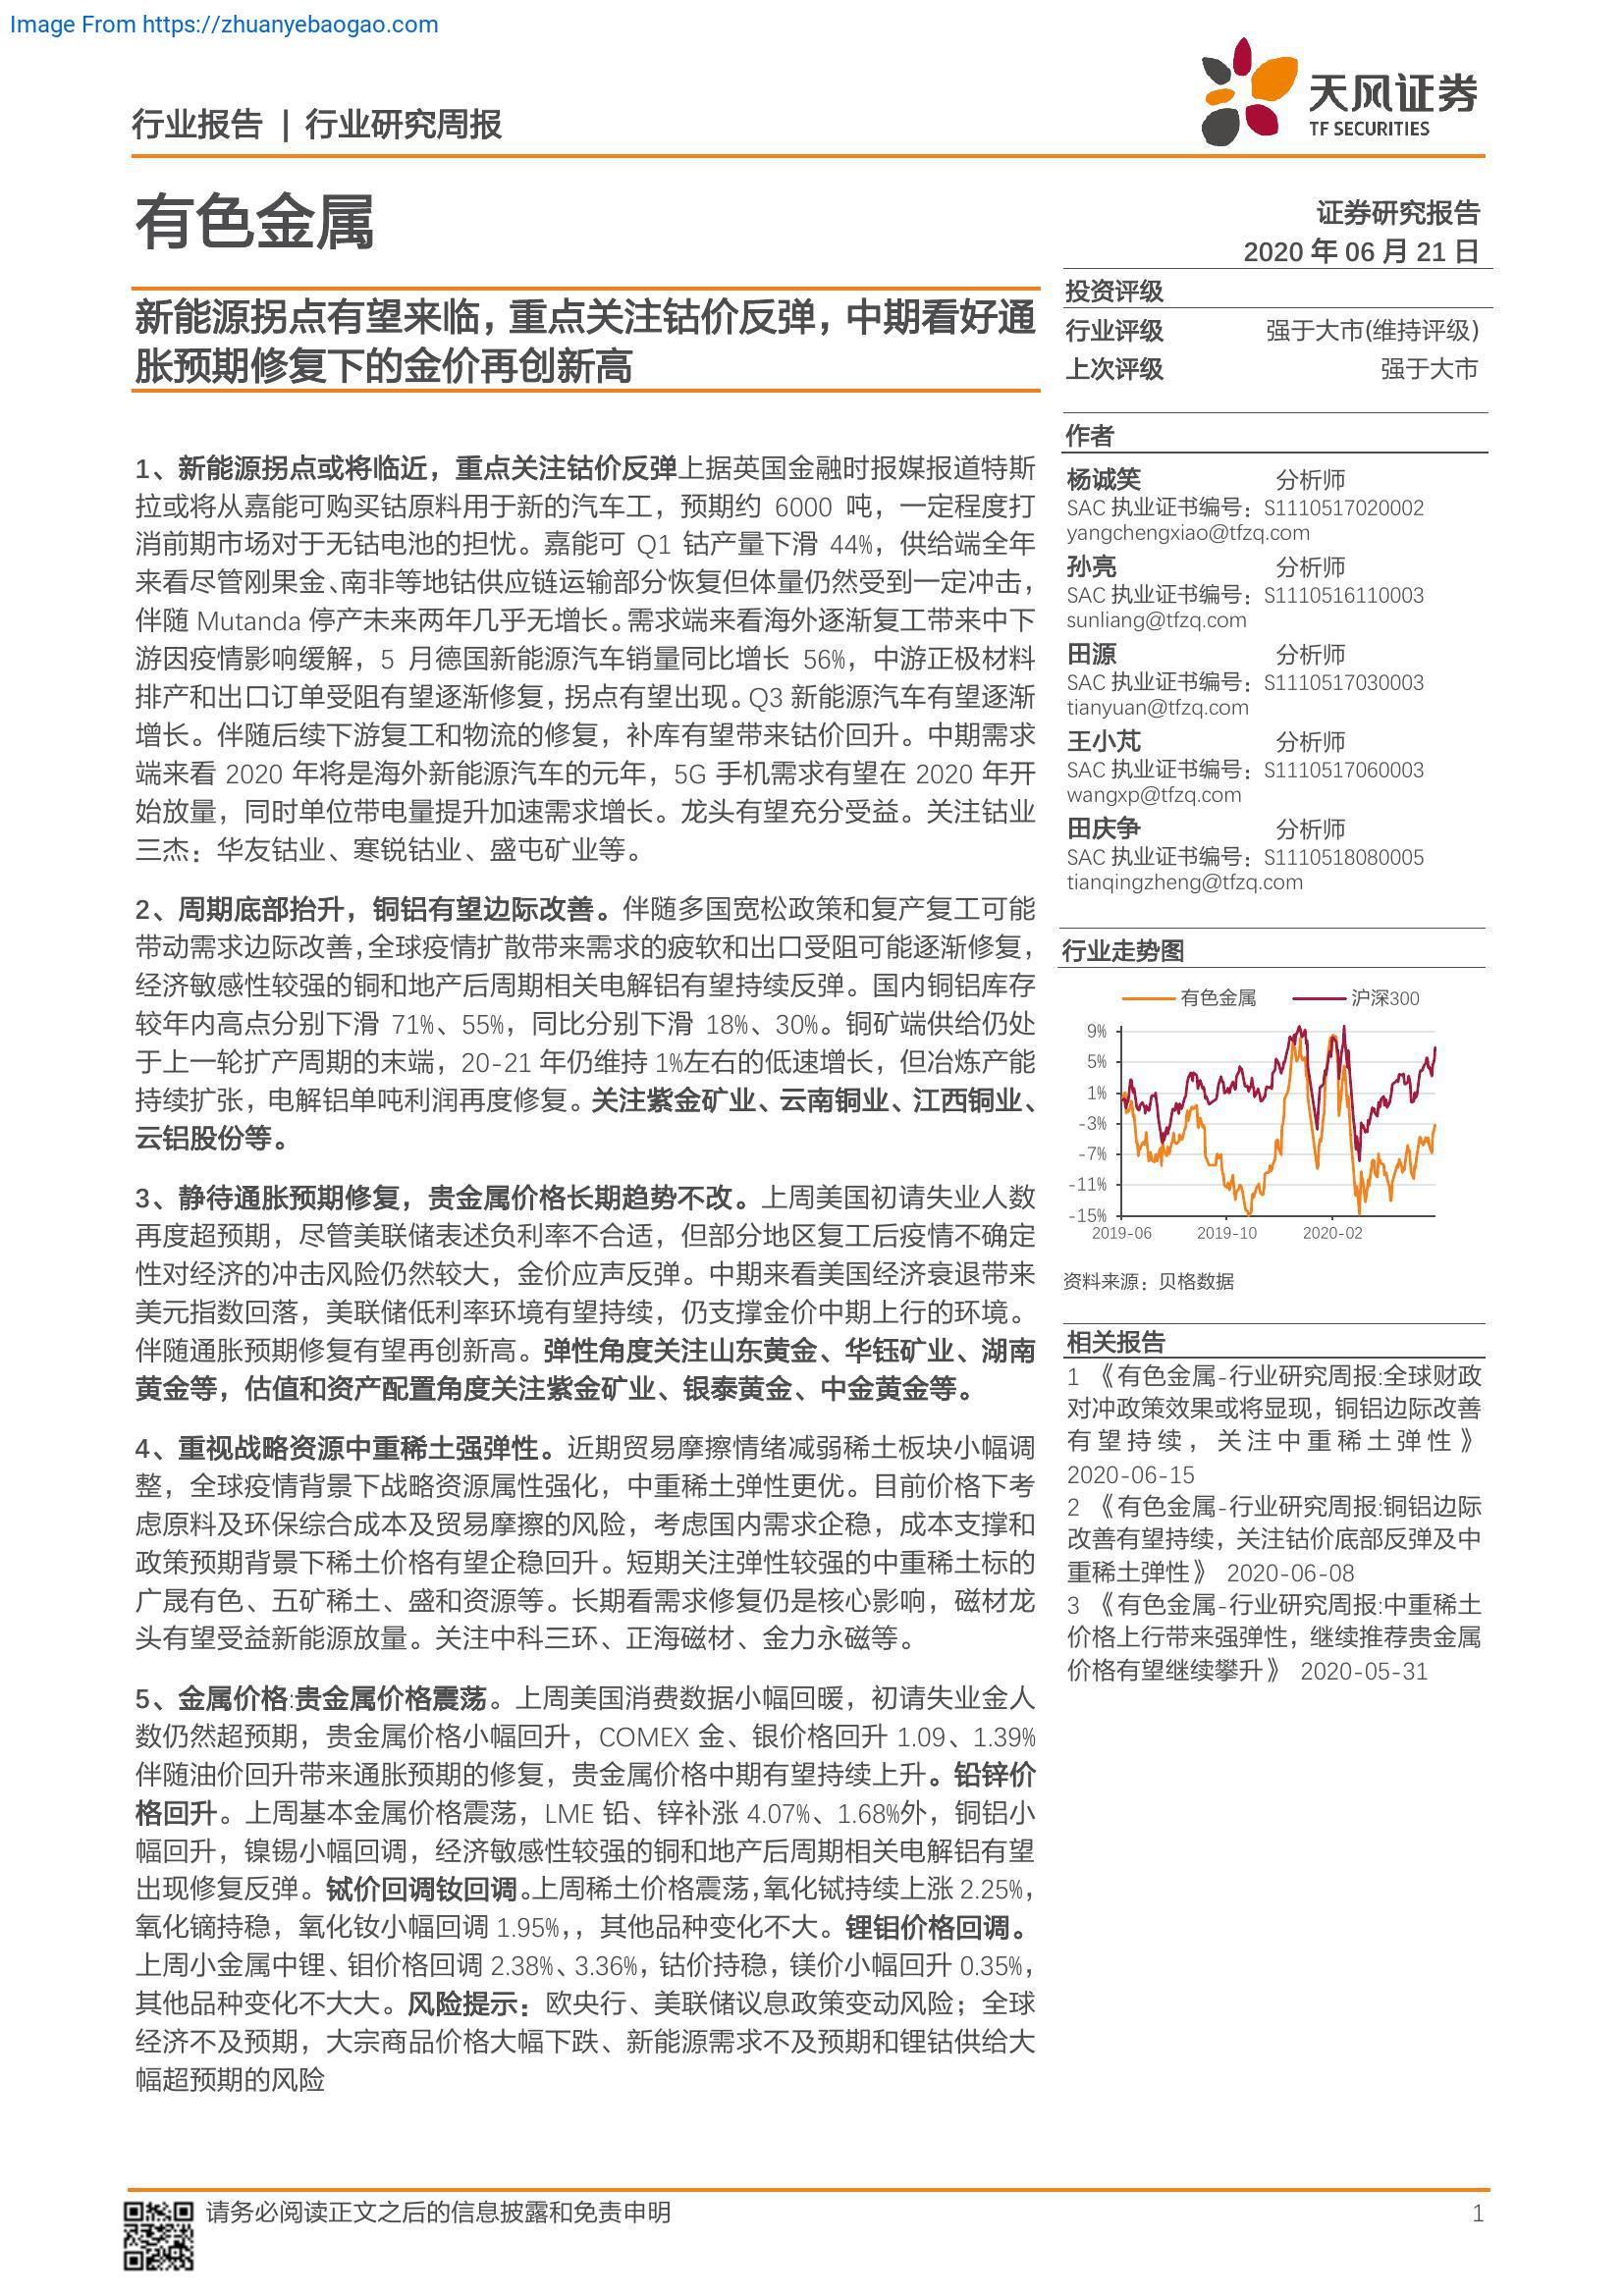 Image From https://zhuanyebaogao.com
天风证券
TF SECURITIES
行业报告 | 行业研究周报
有色金属
证券研究报告
2020 年 06 月 21 日
新能源拐点有望来临，重点关注钴价反弹，中期看好通
胀预期修复下的金价再创新高
1、新能源拐点或将临近，重点关注钴价反弹上据英国金融时报媒报道特斯
拉或将从嘉能可购买钴原料用于新的汽车工，预期约 6000 吨，一定程度打
消前期市场对于无钴电池的担忧。嘉能可 Q1 钴产量下滑 44%，供给端全年
来看尽管刚果金、南非等地钴供应链运输部分恢复但体量仍然受到一定冲击，
伴随 Mutanda 停产未来两年几乎无增长。需求端来看海外逐渐复工带来中下
游因疫情影响缓解，5 月德国新能源汽车销量同比增长 56%，中游正极材料
排产和出口订单受阻有望逐渐修复，拐点有望出现。Q3 新能源汽车有望逐渐
增长。伴随后续下游复工和物流的修复，补库有望带来钴价回升。中期需求
端来看 2020 年将是海外新能源汽车的元年，5G 手机需求有望在 2020 年开
始放量，同时单位带电量提升加速需求增长。龙头有望充分受益。关注钴业
三杰：华友钴业、寒锐钴业、盛屯矿业等。
2、周期底部抬升，铜铝有望边际改善。伴随多国宽松政策和复产复工可能
带动需求边际改善，全球疫情扩散带来需求的疲软和出口受阻可能逐渐修复，
经济敏感性较强的铜和地产后周期相关电解铝有望持续反弹。国内铜铝库存
较年内高点分别下滑 71%、55%，同比分别下滑 18%、30%。铜矿端供给仍处
于上一轮扩产周期的末端，20-21 年仍维持 1%左右的低速增长，但冶炼产能
持续扩张，电解铝单吨利润再度修复。关注紫金矿业、云南铜业、江西铜业、
云铝股份等。
3、静待通胀预期修复，贵金属价格长期趋势不改。上周美国初请失业人数
再度超预期，尽管美联储表述负利率不合适，但部分地区复工后疫情不确定
性对经济的冲击风险仍然较大，金价应声反弹。中期来看美国经济衰退带来
美元指数回落，美联储低利率环境有望持续，仍支撑金价中期上行的环境。
伴随通胀预期修复有望再创新高。弹性角度关注山东黄金、华钰矿业、湖南
黄金等，估值和资产配置角度关注紫金矿业、银泰黄金、中金黄金等。
4、重视战略资源中重稀土强弹性。近期贸易摩擦情绪减弱稀土板块小幅调
整，全球疫情背景下战略资源属性强化，中重稀土弹性更优。目前价格下考
虑原料及环保综合成本及贸易摩擦的风险，考虑国内需求企稳，成本支撑和
政策预期背景下稀土价格有望企稳回升。短期关注弹性较强的中重稀土标的
广晟有色、五矿稀土、盛和资源等。长期看需求修复仍是核心影响，磁材龙
头有望受益新能源放量。关注中科三环、正海磁材、金力永磁等。
5、金属价格:贵金属价格震荡。上周美国消费数据小幅回暖，初请失业金人
数仍然超预期，贵金属价格小幅回升，COMEX 金、银价格回升 1.09、1.39%
伴随油价回升带来通胀预期的修复，贵金属价格中期有望持续上升。铅锌价
格回升。上周基本金属价格震荡，LME 铅、锌补涨 4.07%、1.68%外，铜铝小
幅回升，镍锡小幅回调，经济敏感性较强的铜和地产后周期相关电解铝有望
出现修复反弹。铽价回调钕回调。上周稀土价格震荡，氧化铽持续上涨 2.25%，
氧化镝持稳，氧化钕小幅回调 1.95%，，其他品种变化不大。锂钼价格回调。
上周小金属中锂、钼价格回调 2.38%、3.36%，钴价持稳，镁价小幅回升 0.35%，
其他品种变化不大大。风险提示：欧央行、美联储议息政策变动风险；全球
经济不及预期，大宗商品价格大幅下跌、新能源需求不及预期和锂钴供给大
幅超预期的风险
投资评级
行业评级 强于大市(维持评级)
上次评级 强于大市
作者
杨诚笑 分析师
SAC 执业证书编号：S1110517020002
yangchengxiao@tfzq.com
孙亮 分析师
SAC 执业证书编号：S1110516110003
sunliang@tfzq.com
田源 分析师
SAC 执业证书编号：S1110517030003
tianyuan@tfzq.com
王小芃 分析师
SAC 执业证书编号：S1110517060003
wangxp@tfzq.com
田庆争 分析师
SAC 执业证书编号：S1110518080005
tianqingzheng@tfzq.com
行业走势图
有色金属 沪深300
9%
5%
1%
-3%
-7%
-11%
-15%
2019-06 2019-10 2020-02
资料来源：贝格数据
相关报告
1 《有色金属-行业研究周报:全球财政
对冲政策效果或将显现，铜铝边际改善
有望持续，关注中重稀土弹性》
2020-06-15
2 《有色金属-行业研究周报:铜铝边际
改善有望持续，关注钴价底部反弹及中
重稀土弹性》 2020-06-08
3 《有色金属-行业研究周报:中重稀土
价格上行带来强弹性，继续推荐贵金属
价格有望继续攀升》 2020-05-31
请务必阅读正文之后的信息披露和免责申明 1